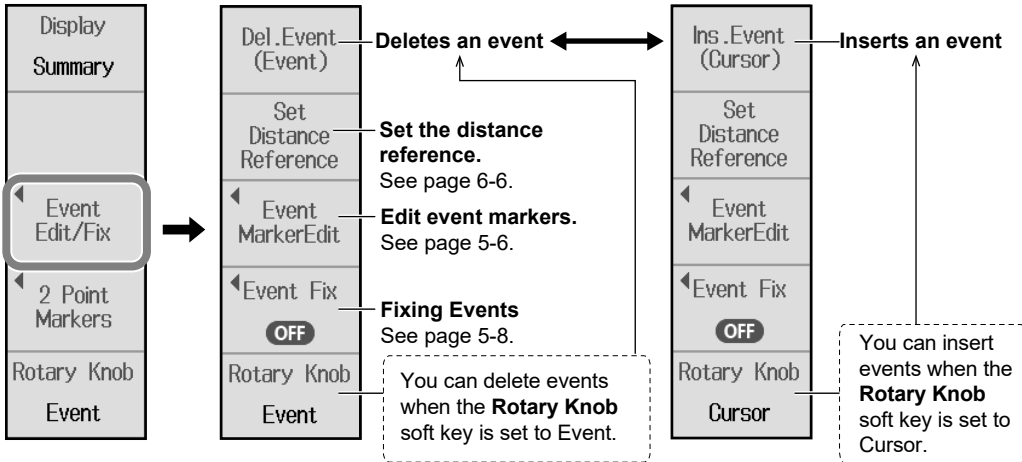 Display
Summary
Event
Edit/Fix
2 Point
Markers
Rotary Knob
Event
Del.Event
(Event)
Set
Distance
Reference
Event
MarkerEdit
Event Fix
OFF
Rotary Knob
Event
Deletes an event
Set the distance
reference.
See page 6-6.
Edit event markers.
See page 5-6.
Fixing Events
See page 5-8.
You can delete events
when the Rotary Knob
soft key is set to Event.
Ins.Event
(Cursor)
Set
Distance
Reference
Event
MarkerEdit
Event Fix
OFF
Rotary Knob
Cursor
Inserts an event
You can insert
events when the
Rotary Knob
soft key is set to
Cursor.